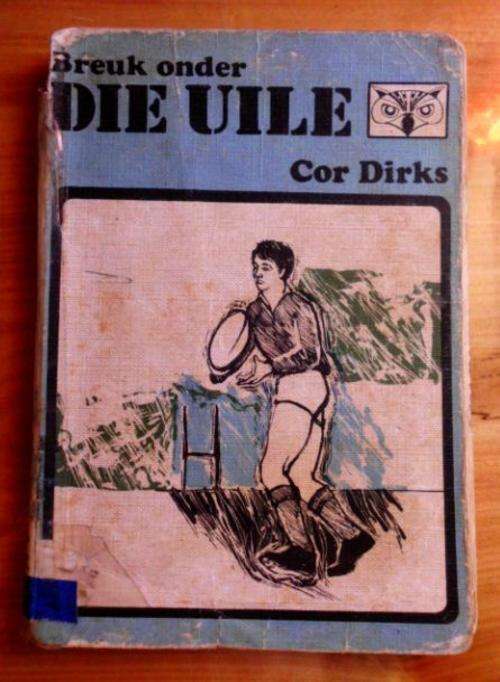 Breuk onder
DIE UILE
Cor Dirks